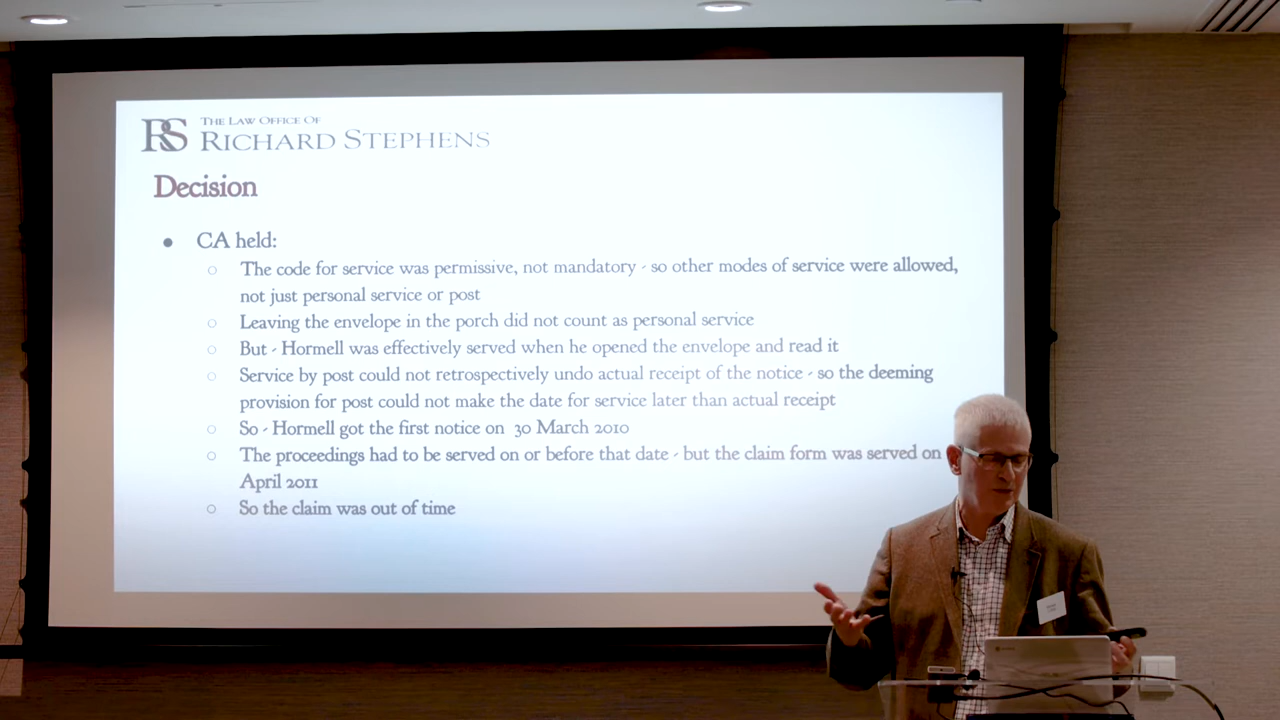 RS THE LAW OFFICE OF
RICHARD STEPHENS
Decision
● CA held:
○ The code for service was permissive, not mandatory - so other modes of service were allowed,
not just personal service or post
○ Leaving the envelope in the porch did not count as personal service
○ But - Hormell was effectively served when he opened the envelope and read it
○ Service by post could not retrospectively undo actual receipt of the notice - so the deeming
provision for post could not make the date for service later than actual receipt
○ So - Hormell got the first notice on 30 March 2010
○ The proceedings had to be served on or before that date - but the claim form was served on
April 2011
○ So the claim was out of time